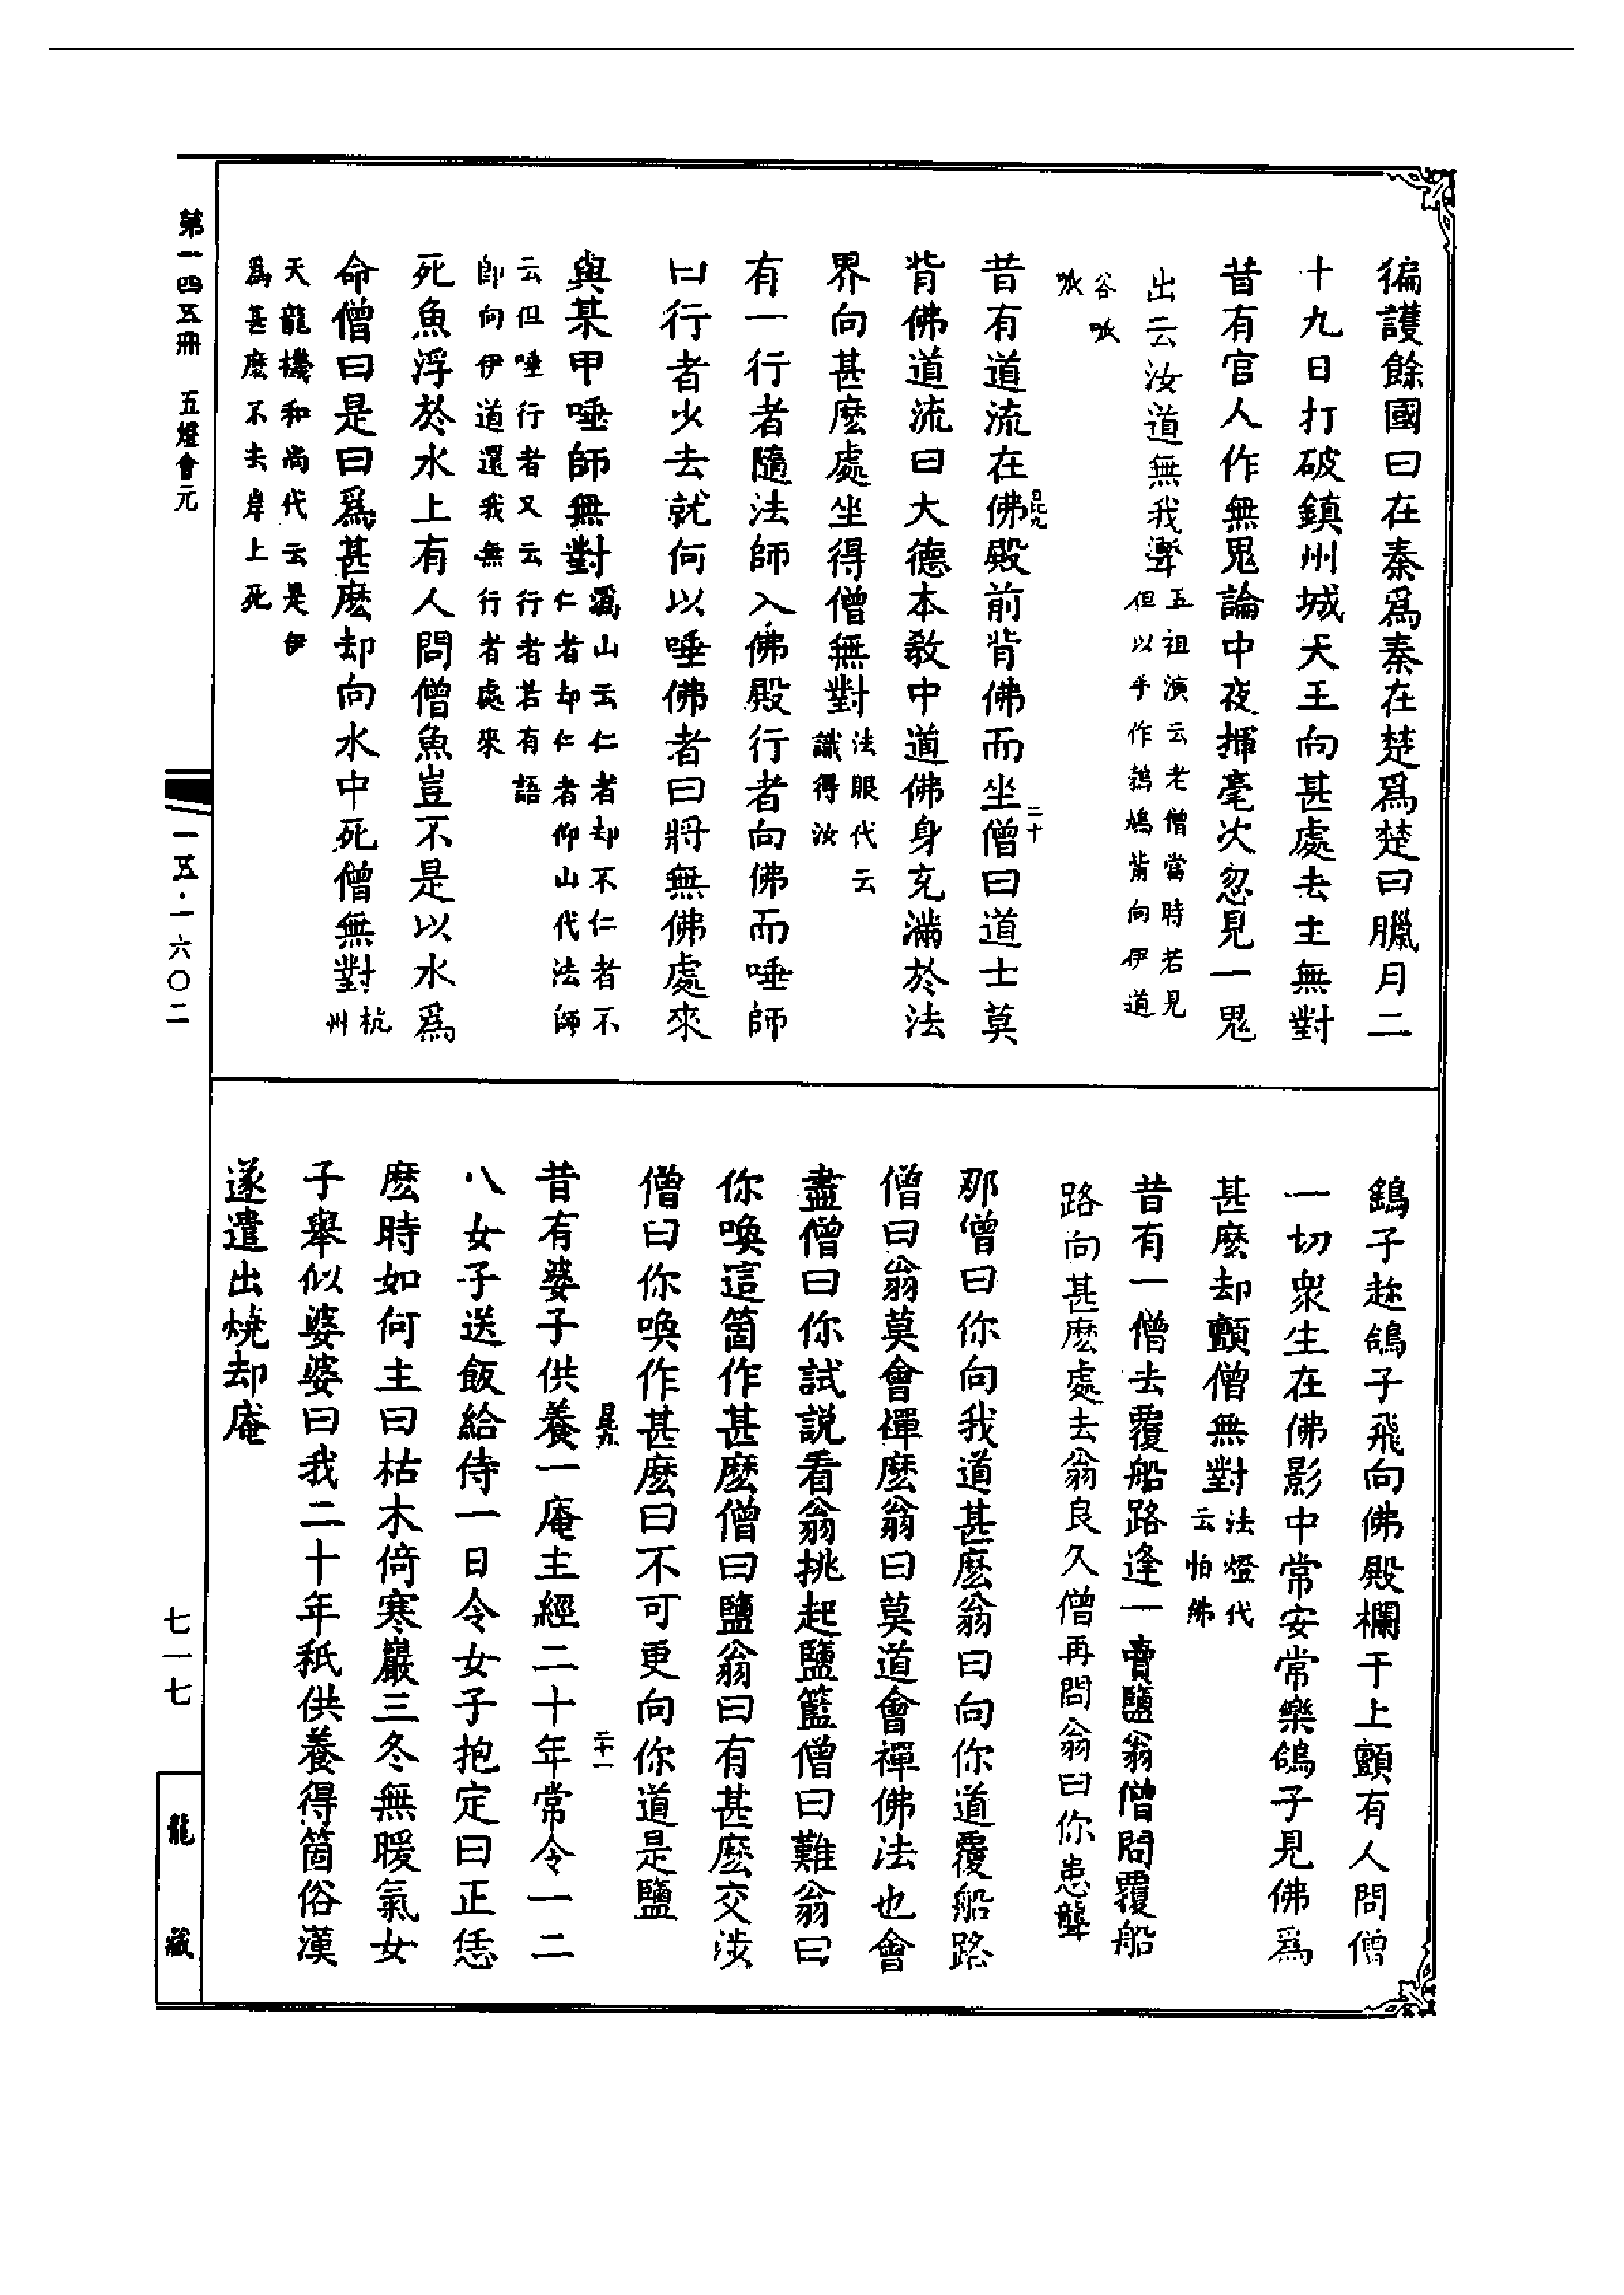 徧護餘國曰在秦爲秦在楚爲楚曰臘月二
十九日打破鎮州城天王向甚處去主無對
昔有官人作無鬼論中夜揮毫次忽見一鬼
出云汝道無我聻五祖演云老僧當時若見
但以手作鵓鳩觜向伊道
谷呱
呱
昔有道流在佛殿前背佛而坐僧曰道士莫
背佛道流曰大德本教中道佛身充滿於法
界向甚麽處坐得僧無對法眼代云
識得汝
有一行者隨法師入佛殿行者向佛而唾師
曰行者少去就何以唾佛者曰將無佛處來
與某甲唾師無對潙山云仁者却不仁者不
仁者却仁者仰山代法師
云但唾行者又云行者若有語
即向伊道還我無行者處來
死魚浮於水上有人問僧魚豈不是以水爲
命僧曰是曰爲甚麽却向水中死僧無對杭
州
天龍機和尚代云是伊
爲甚麽不去岸上死
鷂子趂鴿子飛向佛殿欄干上顫有人問僧
一切衆生在佛影中常安常樂鴿子見佛爲
甚麽却顫僧無對法燈代
云怕佛
昔有一僧去覆船路逢一賣鹽翁僧問覆船
路向甚麽處去翁良久僧再問翁曰你患聾
那僧曰你向我道甚麽翁曰向你道覆船路
僧曰翁莫會禪麽翁曰莫道會禪佛法也會
盡僧曰你試説看翁挑起鹽籃僧曰難翁曰
你喚這箇作甚麽僧曰鹽翁曰有甚麽交涉
僧曰你喚作甚麽曰不可更向你道是鹽
昔有婆子供養一庵主經二十年常令一二
八女子送飯給侍一日令女子抱定曰正恁
麽時如何主曰枯木倚寒巖三冬無暖氣女
子舉似婆婆曰我二十年秖供養得箇俗漢
遂遣出燒却庵
昆九
二十
昆九
二十一
第一四五冊　五燈會元
一五・一六〇二
七一七
龍藏